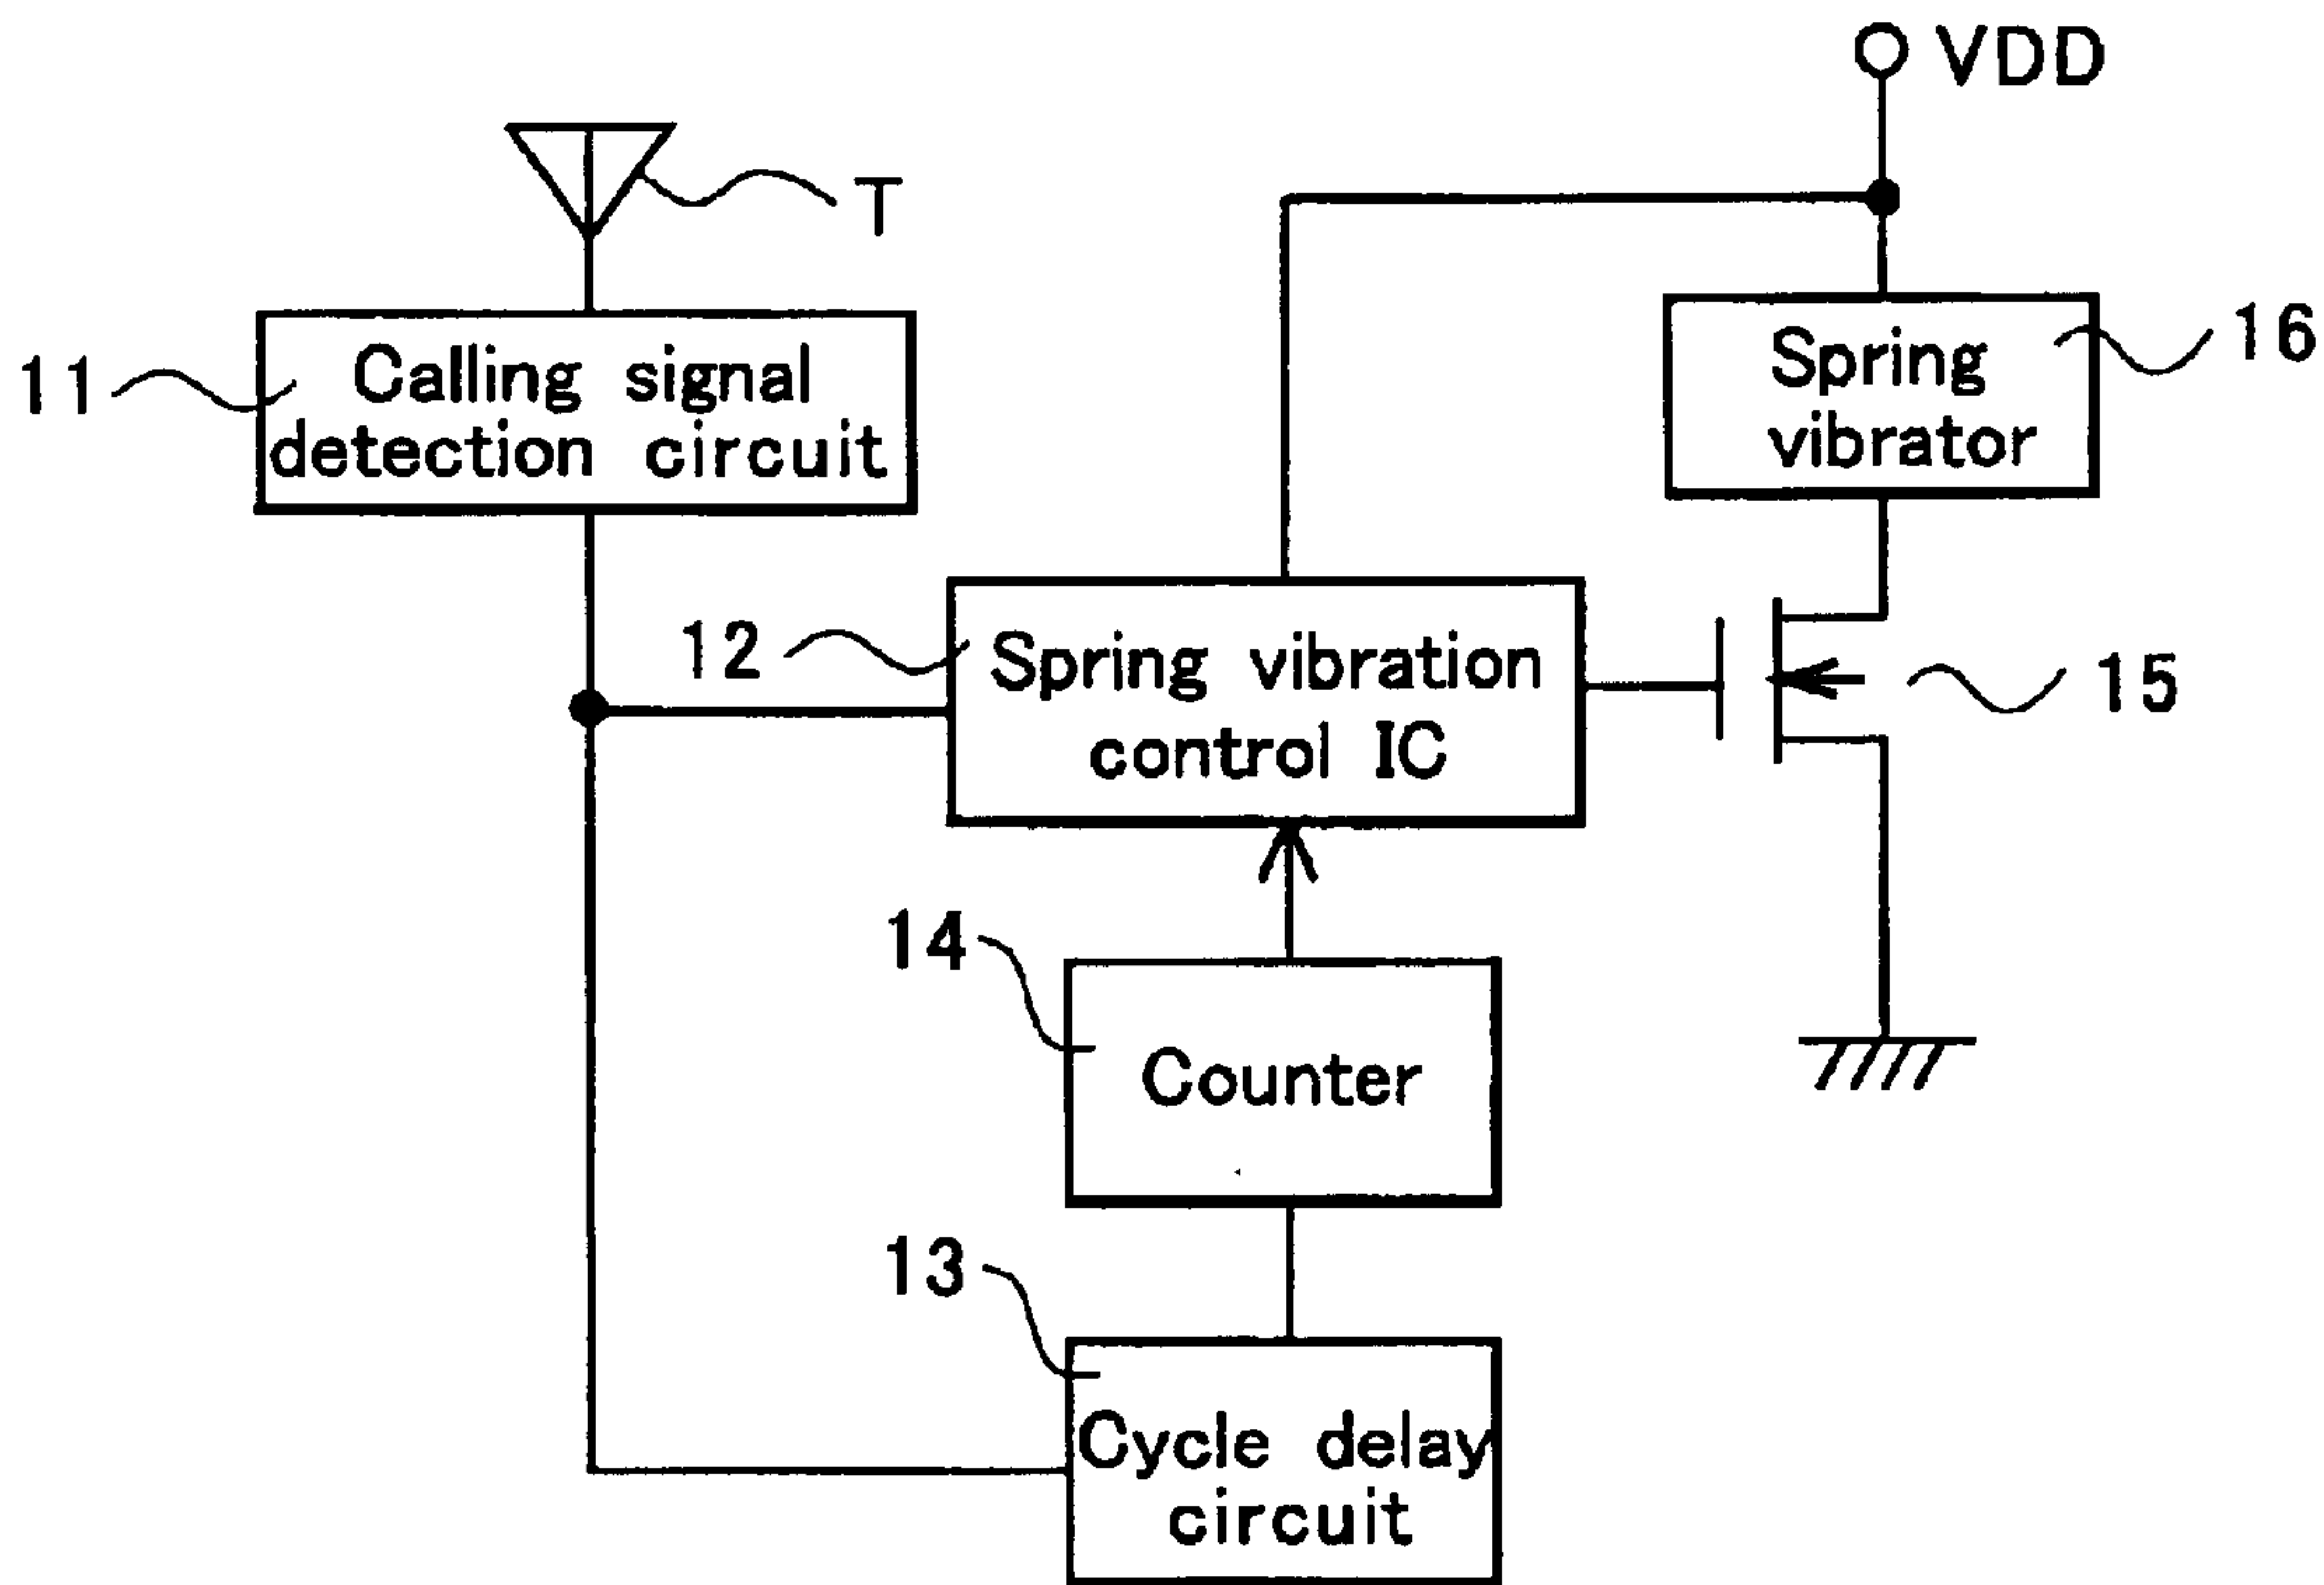 VDD
T
11
Calling signal
detection circuit
16
Spring
vibrator
12
Spring vibration
control IC
15
14
Counter
13
Cycle delay
circuit